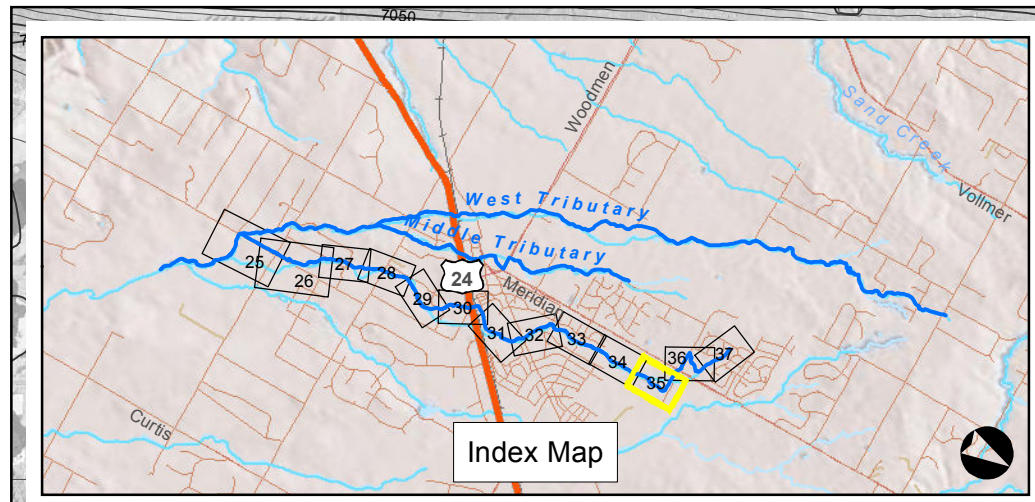 7050
Woodmen
Sand Creek
Vollmer
West Tributary
Middle Tributary
24
Meridian
25
26
27
28
29
30
31
32
33
34
35
36
37
Curtis
Index Map